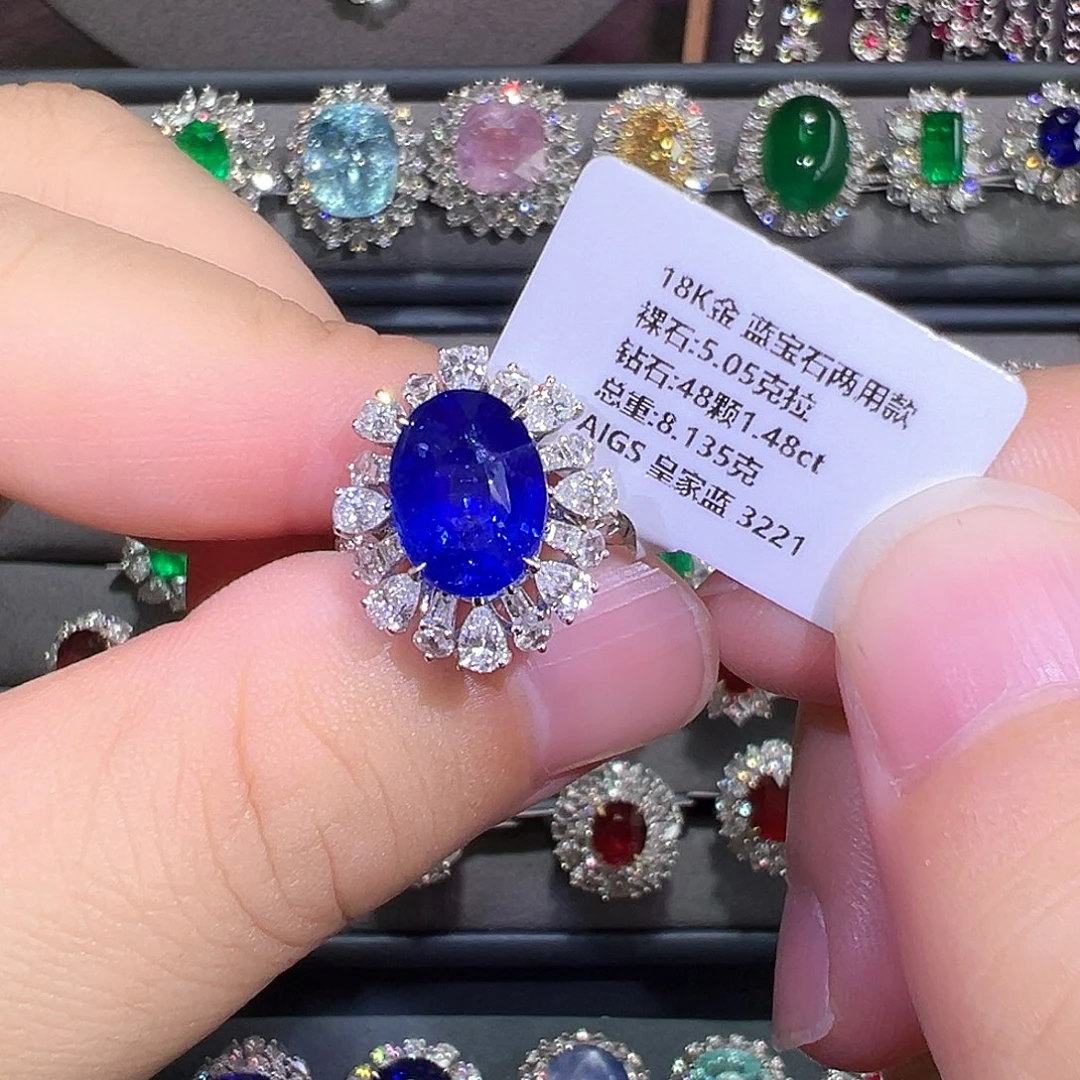 18K金 蓝宝石两用款
裸石:5.05克拉
钻石:48颗1.48ct
总重:8.135克
AIGS 皇家蓝 3221